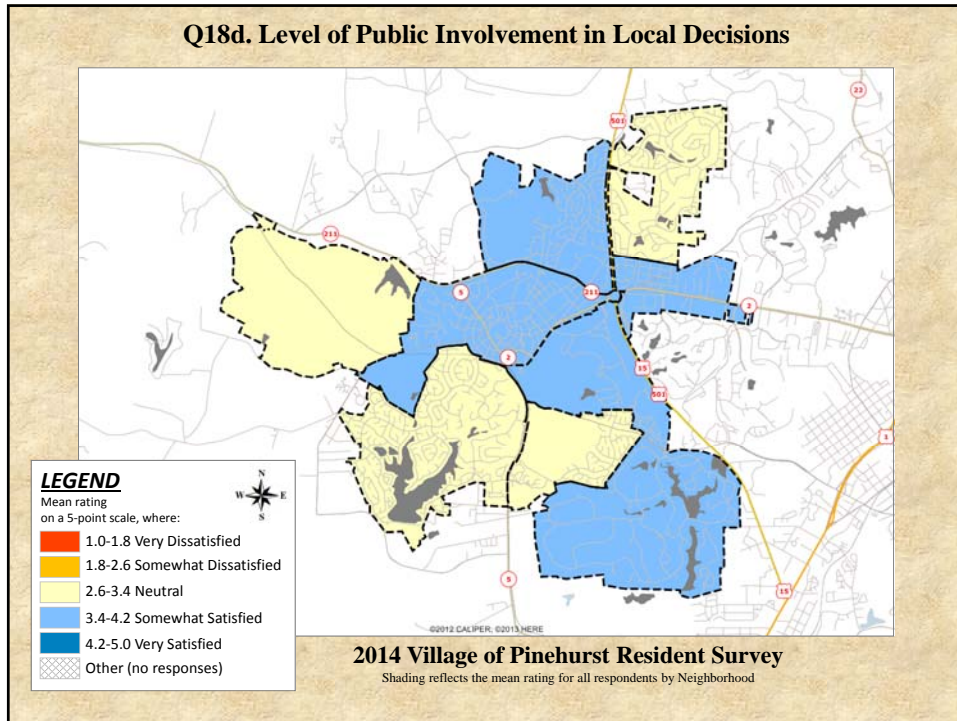 Q18d. Level of Public Involvement in Local Decisions
22
501
211
5
211
2
2
15
501
1
5
15
LEGEND
Mean rating
on a 5-point scale, where:
N
W E
S
1.0-1.8 Very Dissatisfied
1.8-2.6 Somewhat Dissatisfied
2.6-3.4 Neutral
3.4-4.2 Somewhat Satisfied
4.2-5.0 Very Satisfied
Other (no responses)
©2012 CALIPER, ©2013 HERE
2014 Village of Pinehurst Resident Survey
Shading reflects the mean rating for all respondents by Neighborhood